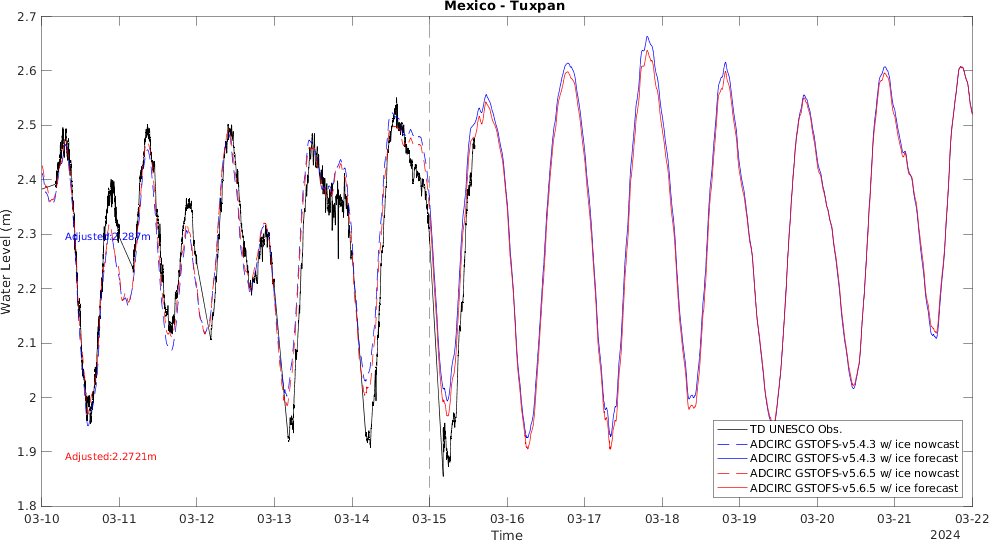 Mexico - Tuxpan
2.7
2.6
2.5
2.4
2.3
2.2
2.1
2
1.9
1.8
Water Level (m)
Adjusted:2.287m
Adjusted:2.2721m
TD UNESCO Obs.
ADCIRC GSTOFS-v5.4.3 w/ ice nowcast
ADCIRC GSTOFS-v5.4.3 w/ ice forecast
ADCIRC GSTOFS-v5.6.5 w/ ice nowcast
ADCIRC GSTOFS-v5.6.5 w/ ice forecast
03-10 03-11 03-12 03-13 03-14 03-15 03-16 03-17 03-18 03-19 03-20 03-21 03-22
Time
2024